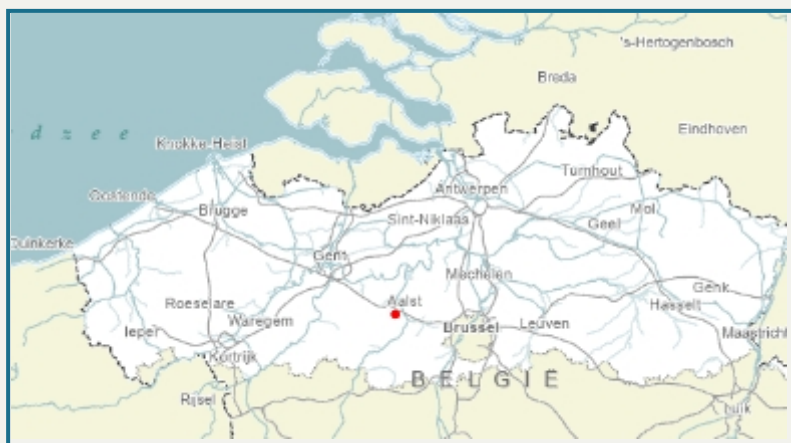 's-Hertogenbosch
Breda
d z e e
Eindhoven
Knokke-Heist
Turnhout
Antwerpen
Oostende
Brugge
Mol
Sint-Niklaas
Geel
Duinkerke
Gent
Mechelen
Genk
Roeselare
Aalst
Hasselt
Ieper
Waregem
Brussel
Leuven
Maastricht
Kortrijk
BELGIË
Rijsel
Luik